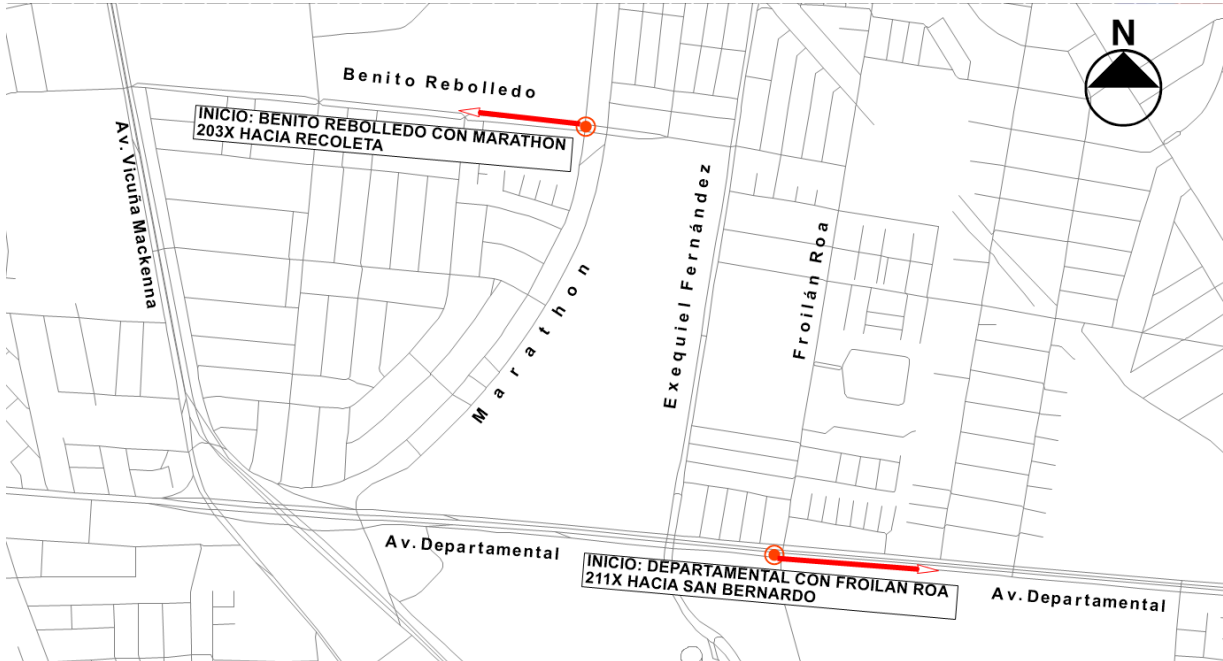 N
Benito Rebolledo
INICIO: BENITO REBOLLEDO CON MARATHON
203X HACIA RECOLETA
Av. Vicuña Mackenna
Marathon
Exequiel Fernández
Froilán Roa
Av. Departamental
INICIO: DEPARTAMENTAL CON FROILAN ROA
211X HACIA SAN BERNARDO
Av. Departamental